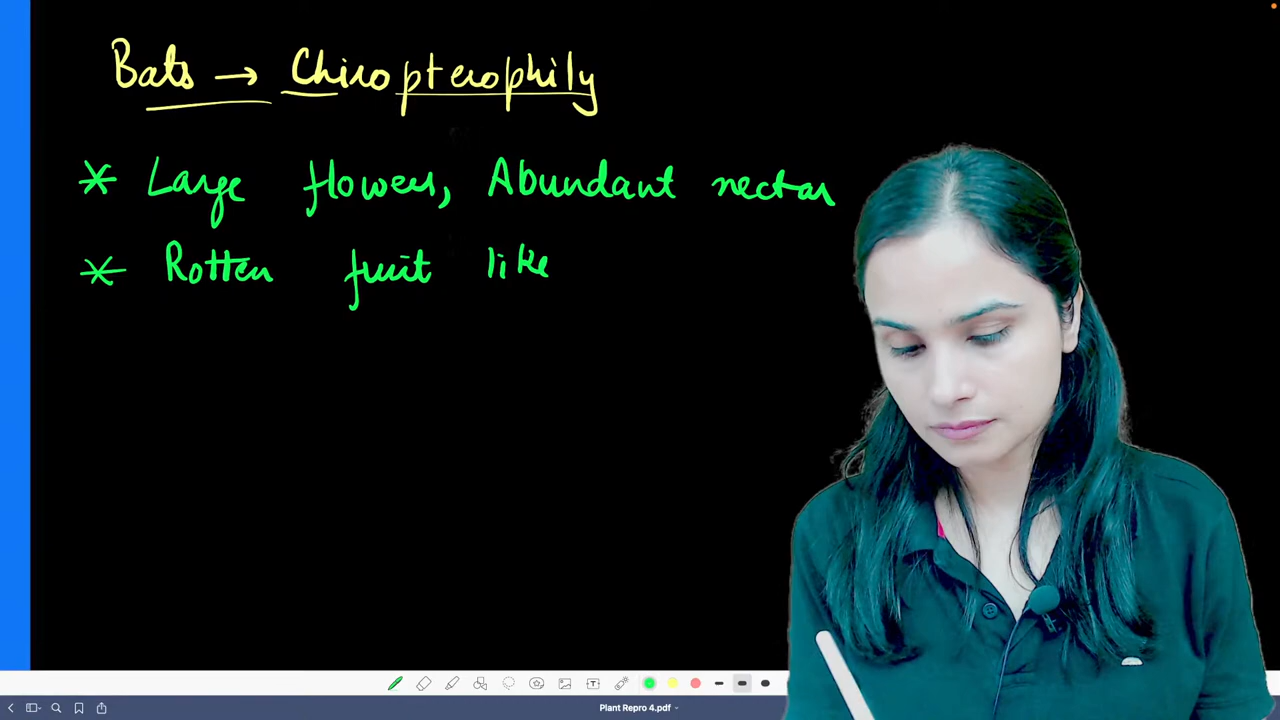 Bats → Chiropterophily
* Large flowers, Abundant nectar
* Rotten fruit like
Plant Repro 4.pdf